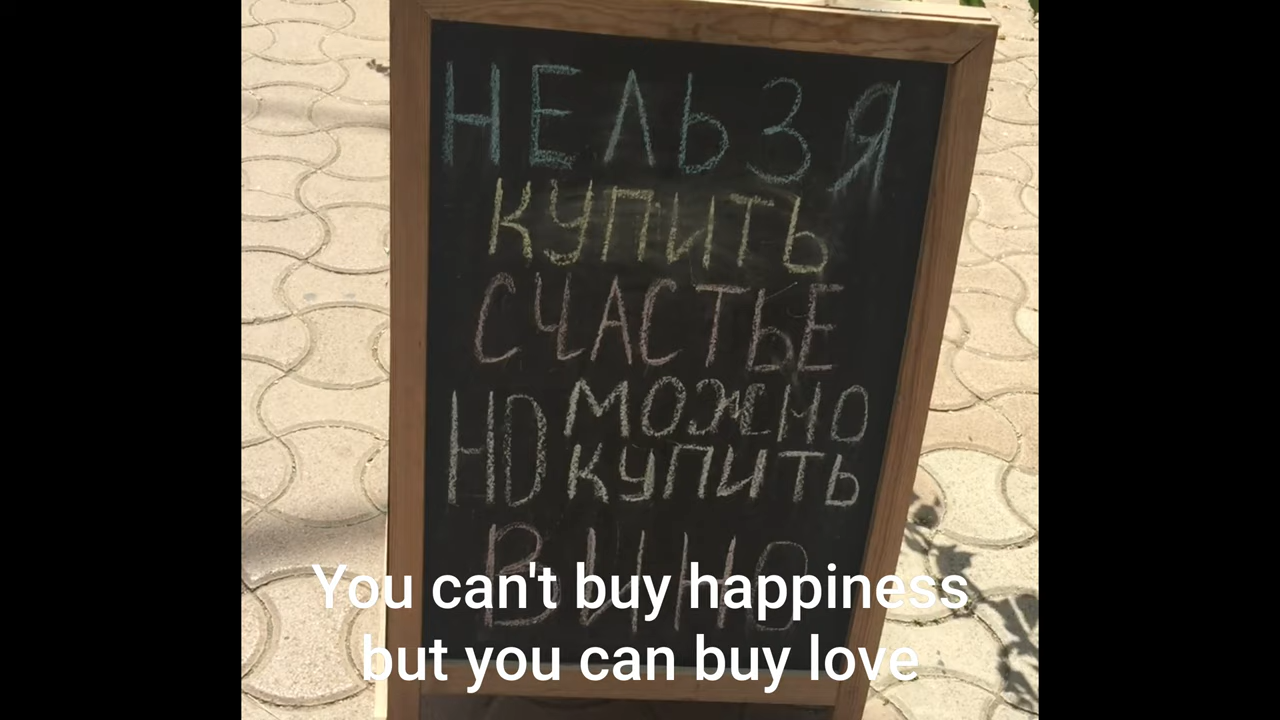 НЕЛЬЗЯ
КУПИТЬ
СЧАСТЬЕ
НО МОЖНО
КУПИТЬ
ВИНО
You can't buy happiness
but you can buy love